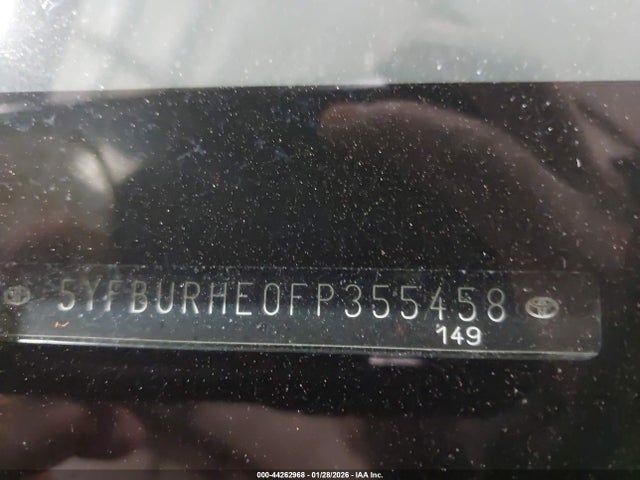 5YFBURHE0FP355458
149
000-44262968 - 01/28/2026 - IAA Inc.